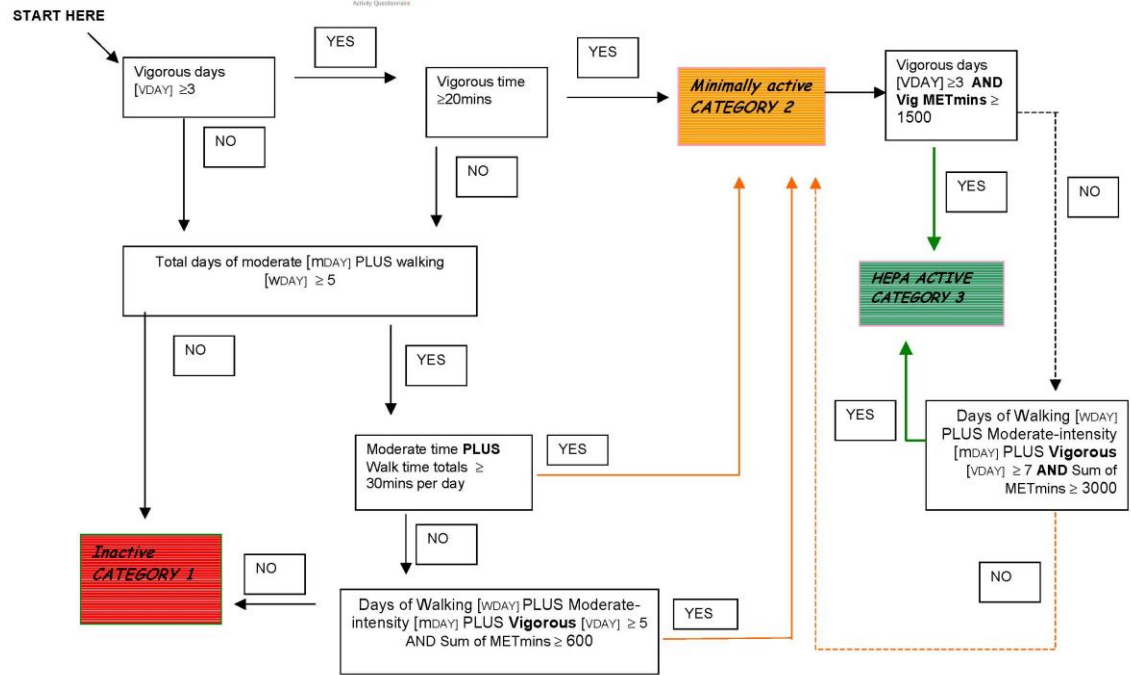 Activity Questionnaire
START HERE
YES
YES
Vigorous days
[VDAY] ≥3
Vigorous time
≥20mins
Minimally active
CATEGORY 2
Vigorous days
[VDAY] ≥3 AND
Vig METmins ≥
1500
NO
NO
YES
NO
Total days of moderate [mDAY] PLUS walking
[wDAY] ≥ 5
HEPA ACTIVE
CATEGORY 3
NO
YES
YES
Days of Walking [WDAY]
PLUS Moderate-intensity
[mDAY] PLUS Vigorous
[VDAY] ≥ 7 AND Sum of
METmins ≥ 3000
Moderate time PLUS
Walk time totals ≥
30mins per day
YES
NO
Inactive
CATEGORY 1
NO
NO
Days of Walking [WDAY] PLUS Moderate-
intensity [mDAY] PLUS Vigorous [VDAY] ≥ 5
AND Sum of METmins ≥ 600
YES